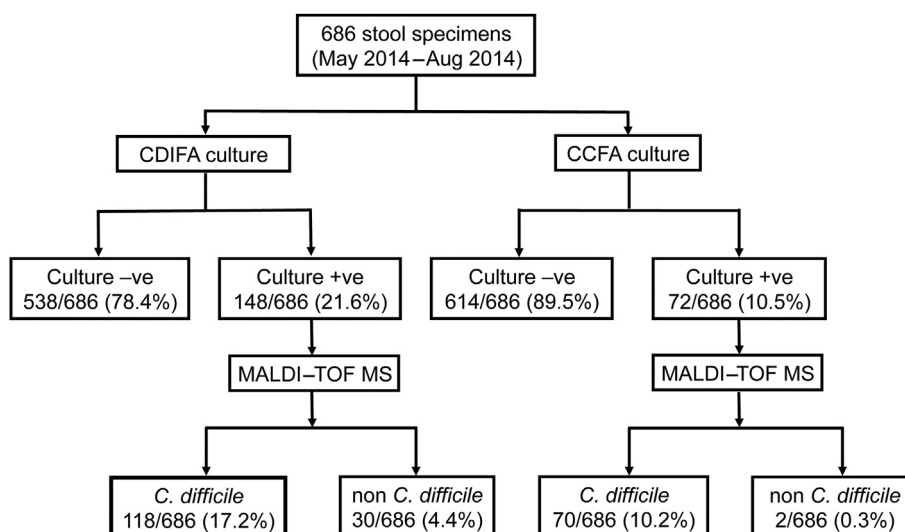 686 stool specimens
(May 2014–Aug 2014)
CDIFA culture
CCFA culture
Culture –ve
538/686 (78.4%)
Culture +ve
148/686 (21.6%)
Culture –ve
614/686 (89.5%)
Culture +ve
72/686 (10.5%)
MALDI–TOF MS
MALDI–TOF MS
C. difficile
118/686 (17.2%)
non C. difficile
30/686 (4.4%)
C. difficile
70/686 (10.2%)
non C. difficile
2/686 (0.3%)